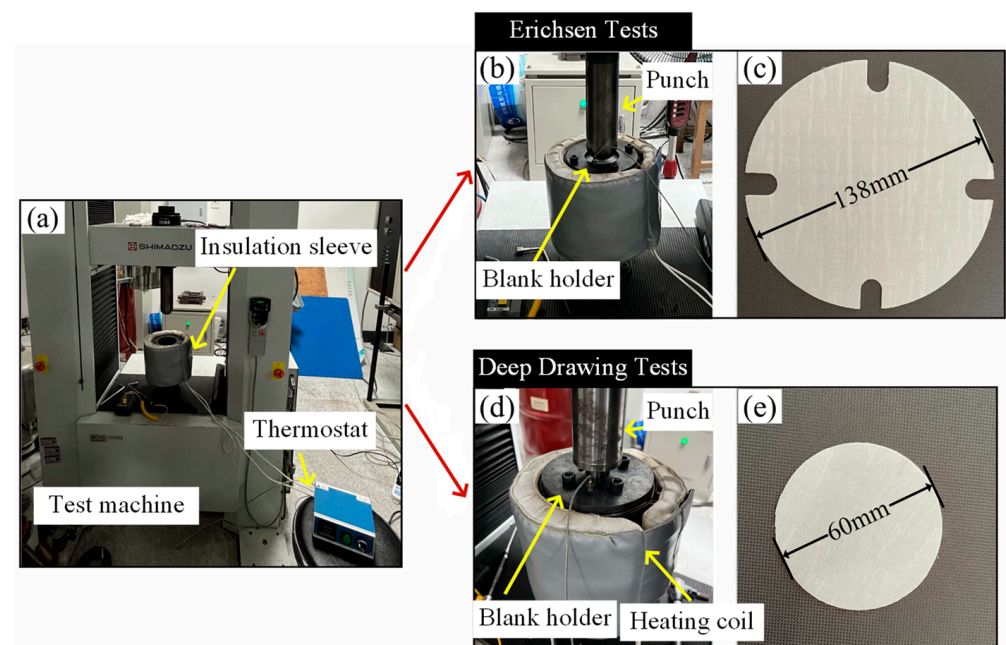 Erichsen Tests
(b)
Punch
Blank holder
(c)
138mm
(a)
SHIMADZU
Insulation sleeve
Thermostat
Test machine
Deep Drawing Tests
(d)
Punch
Blank holder
Heating coil
(e)
60mm